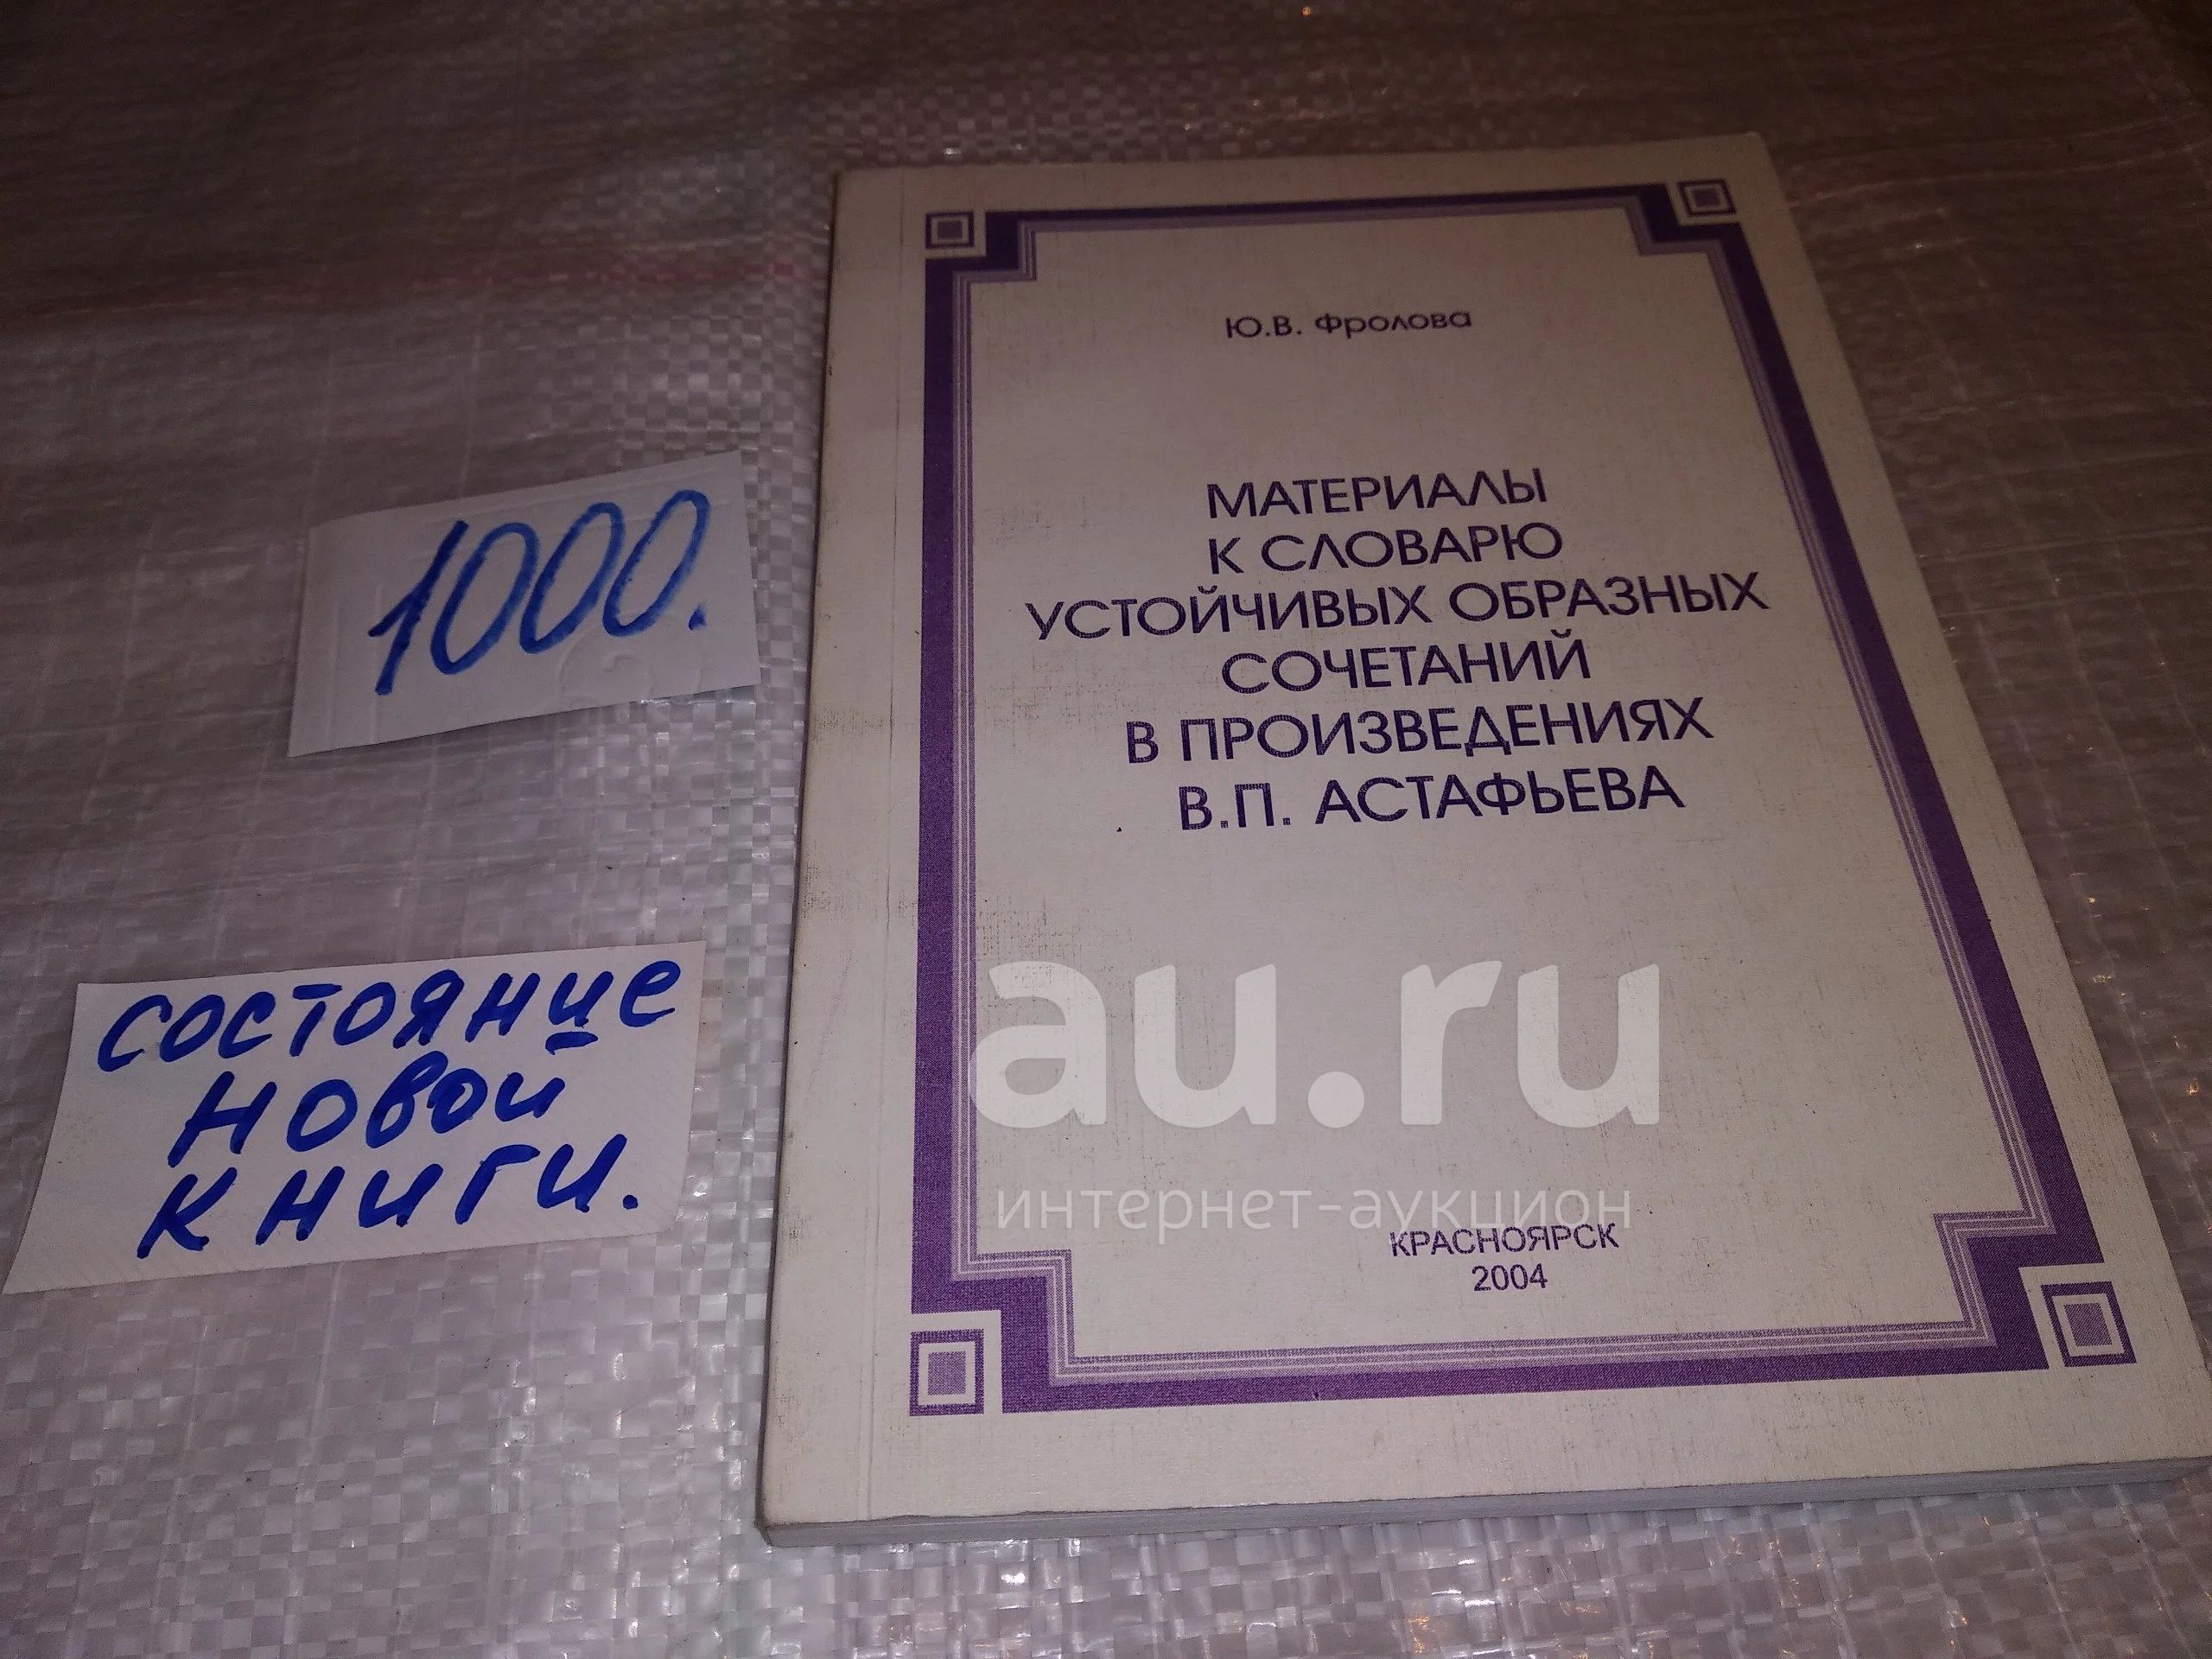 1000.
состояние
новой
книги.
Ю.В. Фролова
МАТЕРИАЛЫ
К СЛОВАРЮ
УСТОЙЧИВЫХ ОБРАЗНЫХ
СОЧЕТАНИЙ
В ПРОИЗВЕДЕНИЯХ
В.П. АСТАФЬЕВА
au.ru
интернет-аукцион
КРАСНОЯРСК
2004